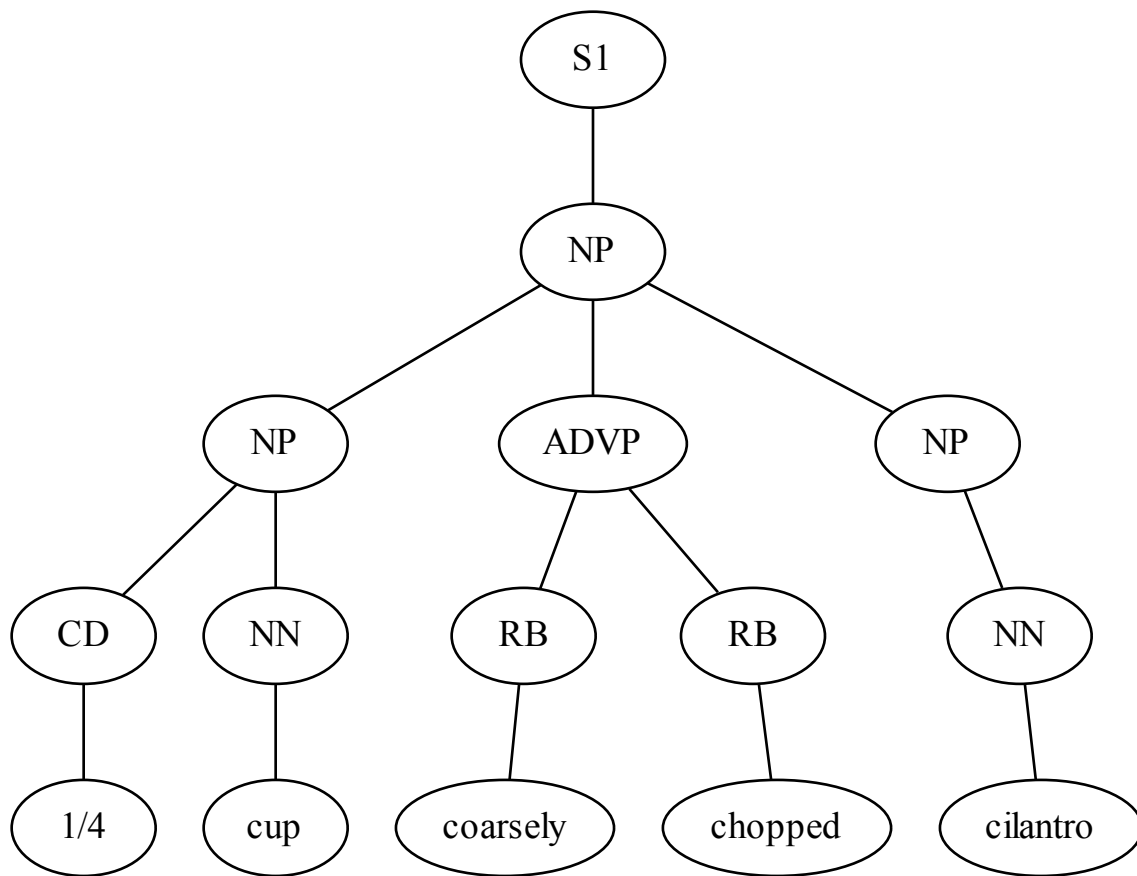 S1
NP
NP ADVP NP
CD NN RB RB NN
1/4 cup coarsely chopped cilantro